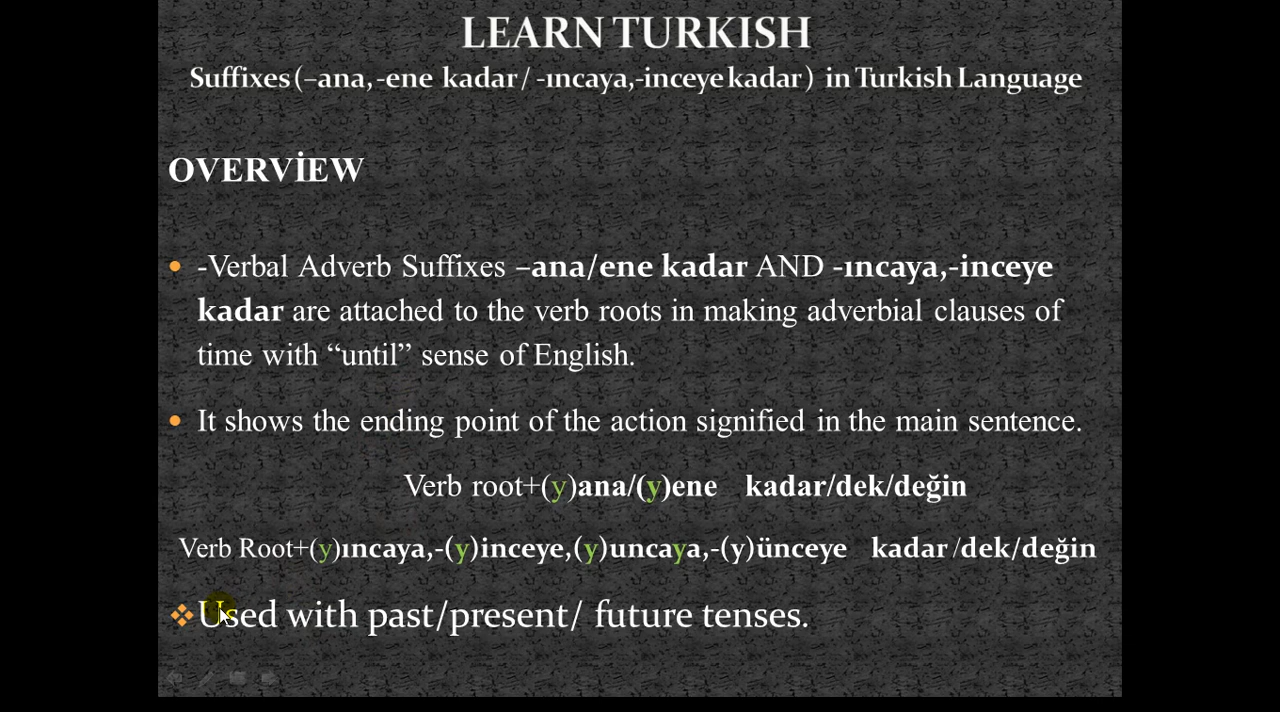 LEARN TURKISH
Suffixes (–ana, -ene kadar / -ıncaya,-inceye kadar) in Turkish Language
OVERVİEW
-Verbal Adverb Suffixes –ana/ene kadar AND -ıncaya,-inceye
kadar are attached to the verb roots in making adverbial clauses of
time with “until” sense of English.
It shows the ending point of the action signified in the main sentence.
Verb root+(y)ana/(y)ene kadar/dek/değin
Verb Root+(y)ıncaya,-(y)inceye,(y)uncaya,-(y)ünceye kadar /dek/değin
Used with past/present/ future tenses.